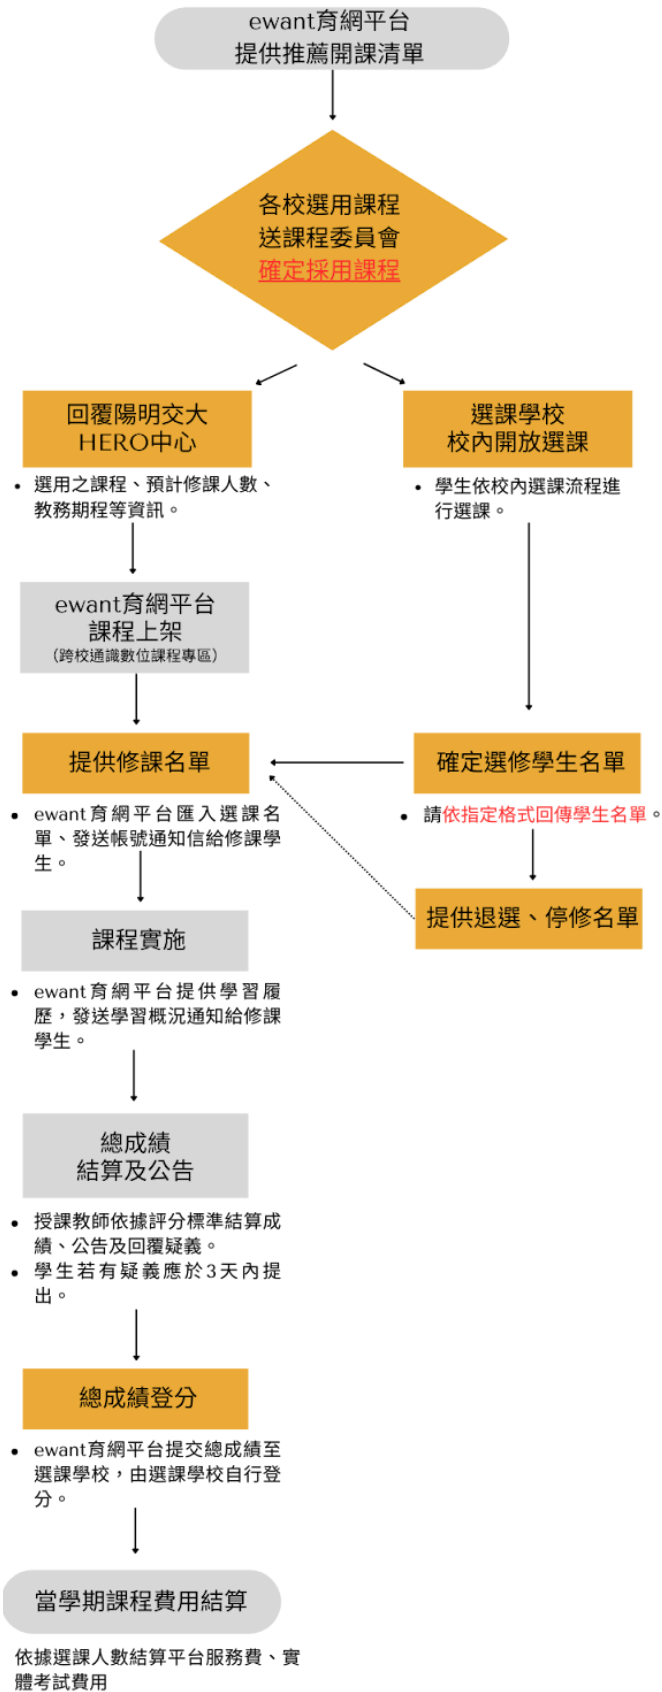 ewant育網平台
提供推薦開課清單
各校選用課程
送課程委員會
確定採用課程
回覆陽明交大
HERO中心
• 選用之課程、預計修課人數、
教務期程等資訊。
選課學校
校內開放選課
• 學生依校內選課流程進
行選課。
ewant育網平台
課程上架
（跨校通識數位課程專區）
提供修課名單
• ewant育網平台匯入選課名
單、發送帳號通知信給修課學
生。
確定選修學生名單
• 請依指定格式回傳學生名單。
提供退選、停修名單
課程實施
• ewant育網平台提供學習履
歷，發送學習概況通知給修課
學生。
總成績
結算及公告
• 授課教師依據評分標準結算成
績、公告及回覆疑義。
• 學生若有疑義應於3天內提
出。
總成績登分
• ewant育網平台提交總成績至
選課學校，由選課學校自行登
分。
當學期課程費用結算
依據選課人數結算平台服務費、實
體考試費用